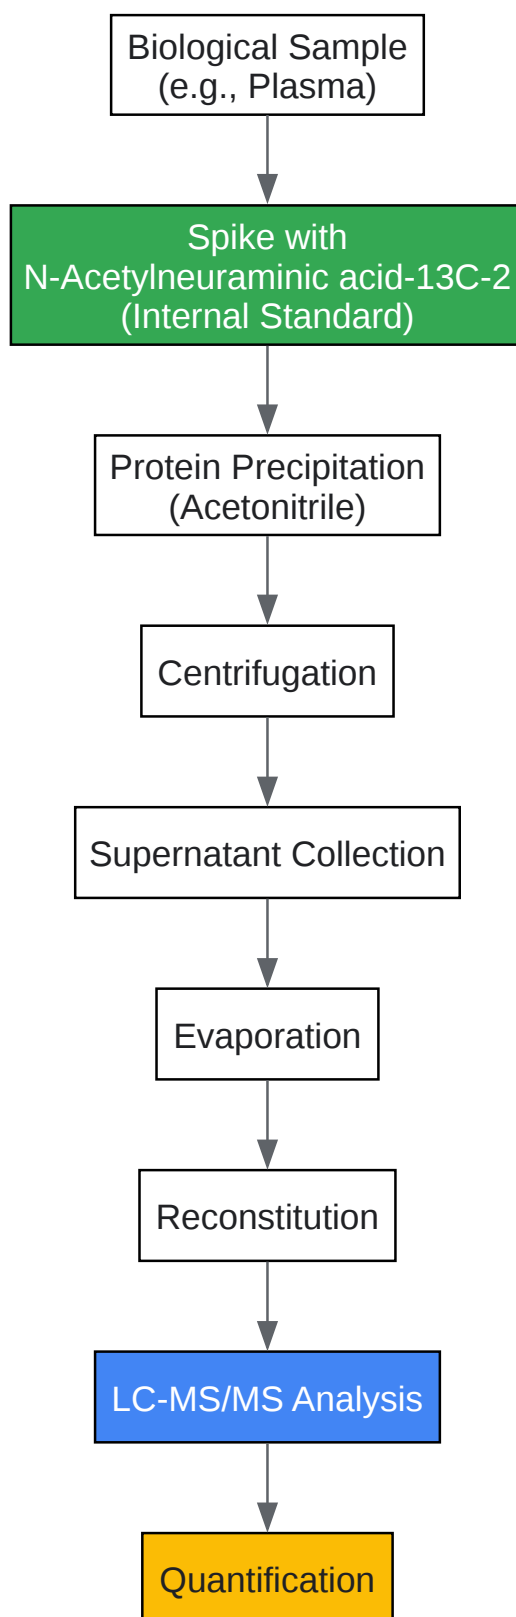 Biological Sample
(e.g., Plasma)
Spike with
N-Acetylneuraminic acid-13C-2
(Internal Standard)
Protein Precipitation
(Acetonitrile)
Centrifugation
Supernatant Collection
Evaporation
Reconstitution
LC-MS/MS Analysis
Quantification